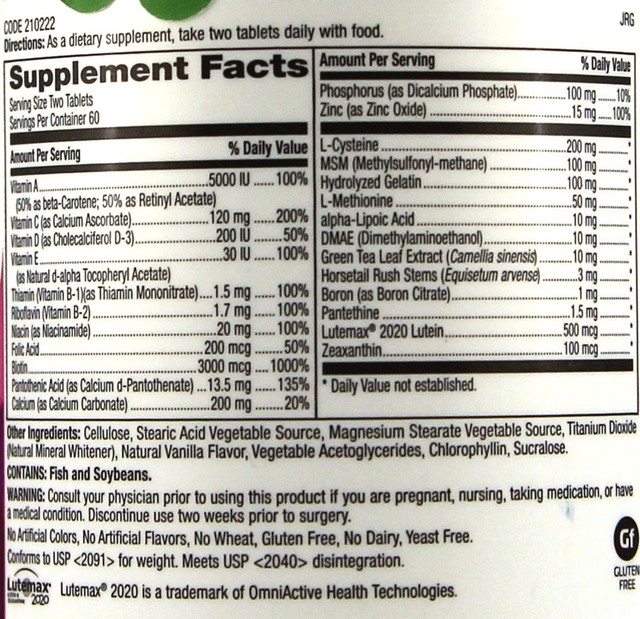 CODE 210222
JRG
Directions: As a dietary supplement, take two tablets daily with food.
Supplement Facts
Serving Size Two Tablets
Servings Per Container 60
Amount Per Serving % Daily Value
Vitamin A 5000 IU 100%
(50% as beta-Carotene; 50% as Retinyl Acetate)
Vitamin C (as Calcium Ascorbate) 120 mg 200%
Vitamin D (as Cholecalciferol D-3) 200 IU 50%
Vitamin E 30 IU 100%
(as Natural d-alpha Tocopheryl Acetate)
Thiamin (Vitamin B-1)(as Thiamin Mononitrate) 1.5 mg 100%
Riboflavin (Vitamin B-2) 1.7 mg 100%
Niacin (as Niacinamide) 20 mg 100%
Folic Acid 200 mcg 50%
Biotin 3000 mcg 1000%
Pantothenic Acid (as Calcium d-Pantothenate) 13.5 mg 135%
Calcium (as Calcium Carbonate) 200 mg 20%
Amount Per Serving % Daily Value
Phosphorus (as Dicalcium Phosphate) 100 mg 10%
Zinc (as Zinc Oxide) 15 mg 100%
L-Cysteine 200 mg *
MSM (Methylsulfonyl-methane) 100 mg *
Hydrolyzed Gelatin 100 mg *
L-Methionine 50 mg *
alpha-Lipoic Acid 10 mg *
DMAE (Dimethylaminoethanol) 10 mg *
Green Tea Leaf Extract (Camellia sinensis) 10 mg *
Horsetail Rush Stems (Equisetum arvense) 3 mg *
Boron (as Boron Citrate) 1 mg *
Pantethine 1.5 mg *
Lutemax® 2020 Lutein 500 mcg *
Zeaxanthin 100 mcg *
* Daily Value not established.
Other Ingredients: Cellulose, Stearic Acid Vegetable Source, Magnesium Stearate Vegetable Source, Titanium Dioxide
(Natural Mineral Whitener), Natural Vanilla Flavor, Vegetable Acetoglycerides, Chlorophyllin, Sucralose.
CONTAINS: Fish and Soybeans.
WARNING: Consult your physician prior to using this product if you are pregnant, nursing, taking medication, or have
a medical condition. Discontinue use two weeks prior to surgery.
No Artificial Colors, No Artificial Flavors, No Wheat, Gluten Free, No Dairy, Yeast Free.
Conforms to USP <2091> for weight. Meets USP <2040> disintegration.
Gf
GLUTEN
FREE
Lutemax
2020
Lutemax® 2020 is a trademark of OmniActive Health Technologies.